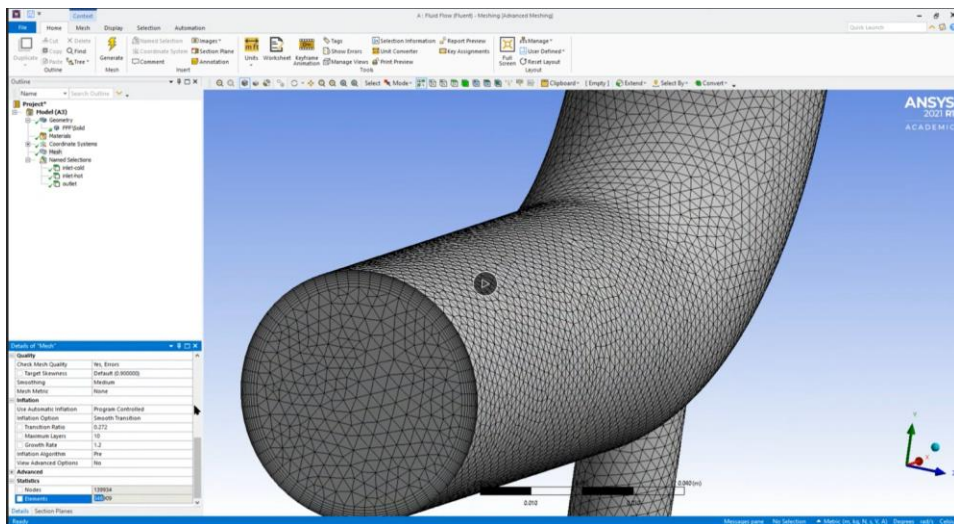 Context
A : Fluid Flow (Fluent) - Meshing [Advanced Meshing]
File Home Mesh Display Selection Automation
Quick Launch
Duplicate
Cut
Copy
Paste
Delete
Find
Tree
Outline
Generate
Mesh
Named Selection
Coordinate System
Comment
Images
Section Plane
Annotation
Insert
Units
Worksheet
Keyframe
Animation
Tags
Show Errors
Manage Views
Selection Information
Unit Converter
Print Preview
Report Preview
Key Assignments
Tools
Full
Screen
Manage
User Defined
Reset Layout
Layout
Outline
Name Search Outline
Select Mode Clipboard [Empty] Extend Select By Convert
Project*
Model (A3)
Geometry
Materials
Coordinate Systems
Mesh
Named Selections
inlet-cold
inlet-hot
outlet
ANSYS
2021 R1
ACADEMIC
Details of "Mesh"
Quality
Check Mesh Quality Yes, Errors
Target Skewness Default (0.900000)
Smoothing Medium
Mesh Metric None
Inflation
Use Automatic Inflation Program Controlled
Inflation Option Smooth Transition
Transition Ratio 0.272
Maximum Layers 10
Growth Rate 1.2
Inflation Algorithm Pre
View Advanced Options No
Advanced
Statistics
Nodes 139934
Elements
Details Section Planes
0.010
0.040 (m)
Y
X
Z
Ready
Messages pane No Selection Metric (m, kg, N, s, V, A) Degrees rad/s Celsius